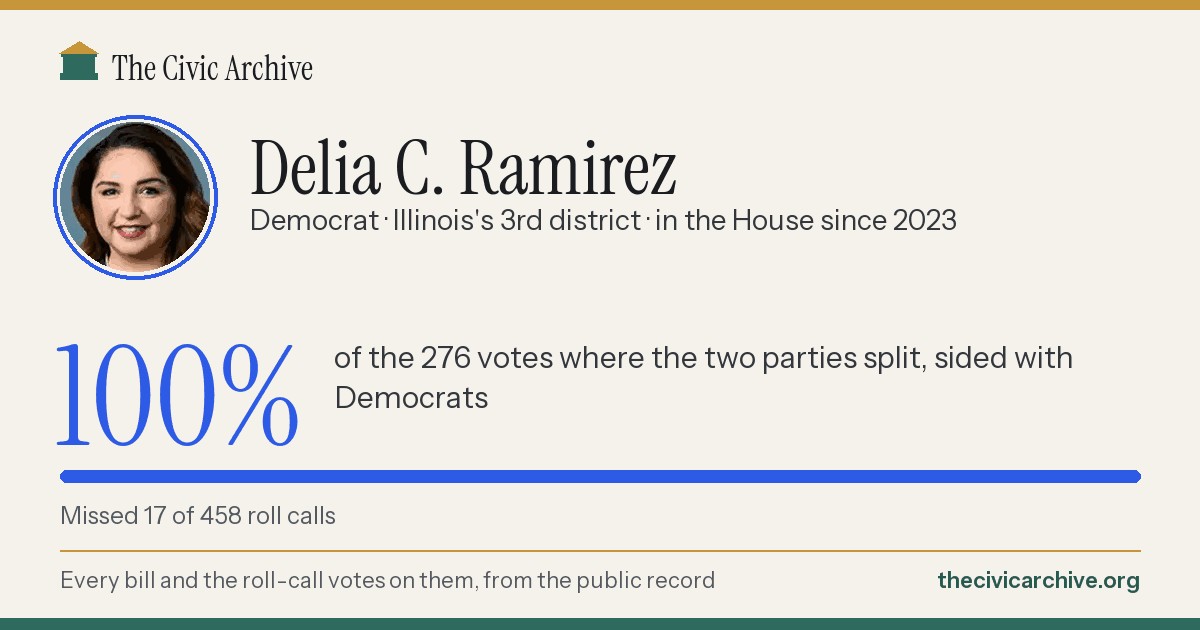 The Civic Archive
Delia C. Ramirez
Democrat · Illinois's 3rd district · in the House since 2023
100%
of the 276 votes where the two parties split, sided with
Democrats
Missed 17 of 458 roll calls
Every bill and the roll-call votes on them, from the public record
thecivicarchive.org